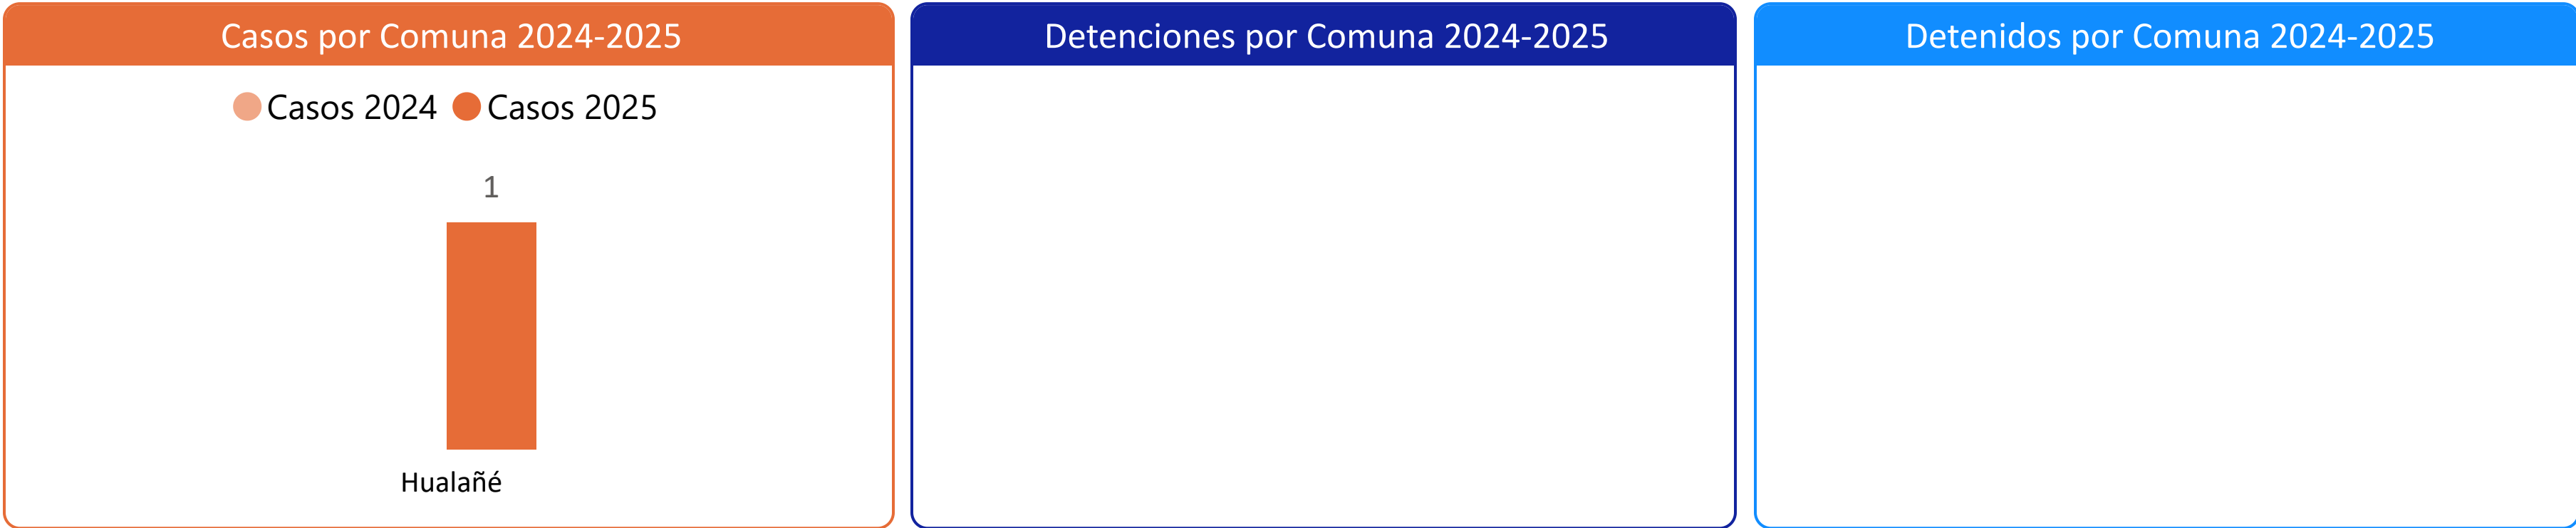 Casos por Comuna 2024-2025
Casos 2024 Casos 2025
1
Hualañé
Detenciones por Comuna 2024-2025
Detenidos por Comuna 2024-2025